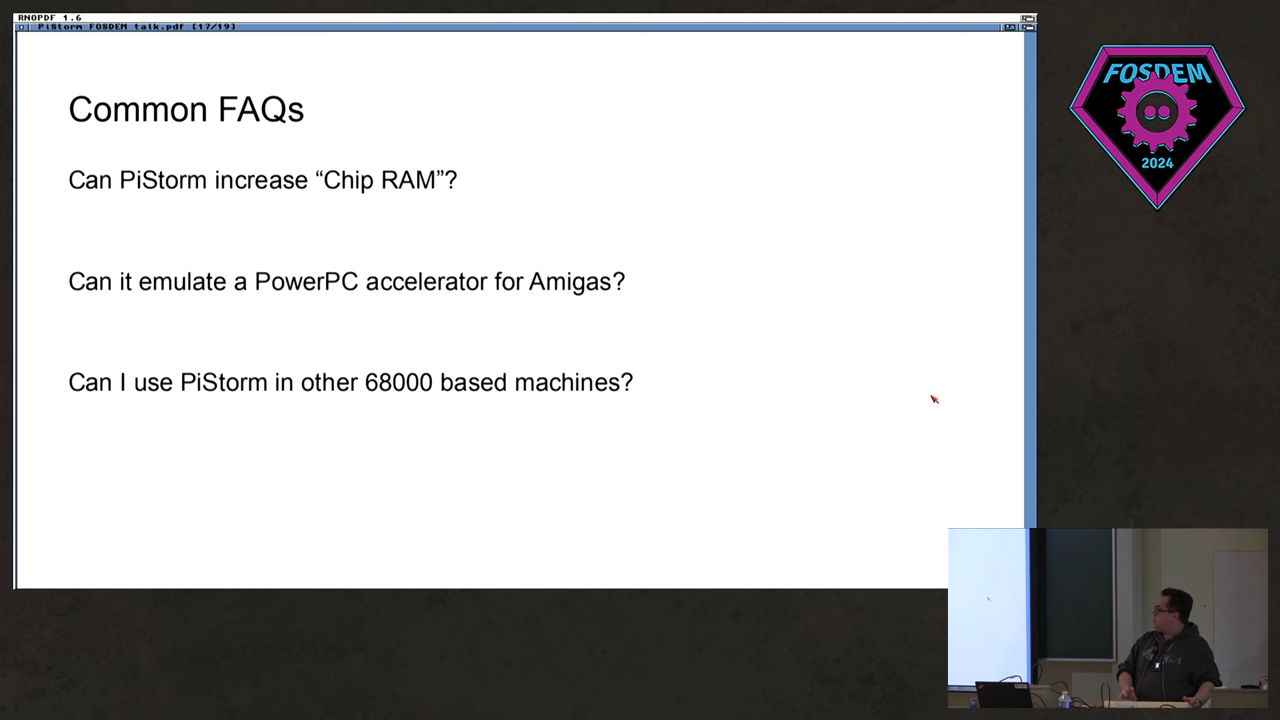 RNOPDF 1.6
PiStorm FOSDEM talk.pdf [17/19]
Common FAQs
Can PiStorm increase “Chip RAM”?
Can it emulate a PowerPC accelerator for Amigas?
Can I use PiStorm in other 68000 based machines?
FOSDEM
2024